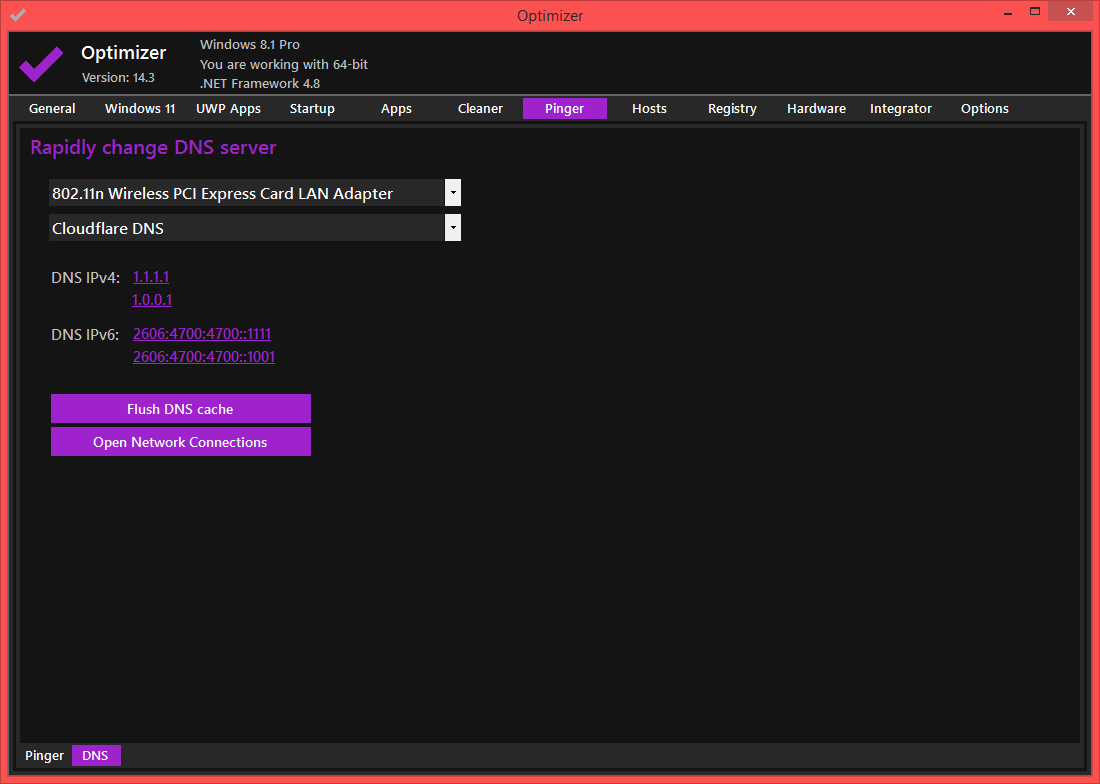 Optimizer
Optimizer
Version: 14.3
Windows 8.1 Pro
You are working with 64-bit
.NET Framework 4.8
General Windows 11 UWP Apps Startup Apps Cleaner Pinger Hosts Registry Hardware Integrator Options
Rapidly change DNS server
802.11n Wireless PCI Express Card LAN Adapter
Cloudflare DNS
DNS IPv4: 1.1.1.1
1.0.0.1
DNS IPv6: 2606:4700:4700::1111
2606:4700:4700::1001
Flush DNS cache
Open Network Connections
Pinger DNS